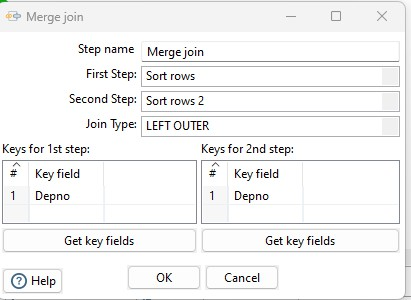 Merge join
Step name Merge join
First Step: Sort rows
Second Step: Sort rows 2
Join Type: LEFT OUTER
Keys for 1st step: Keys for 2nd step:
# Key field # Key field
1 Depno 1 Depno
Get key fields Get key fields
Help OK Cancel